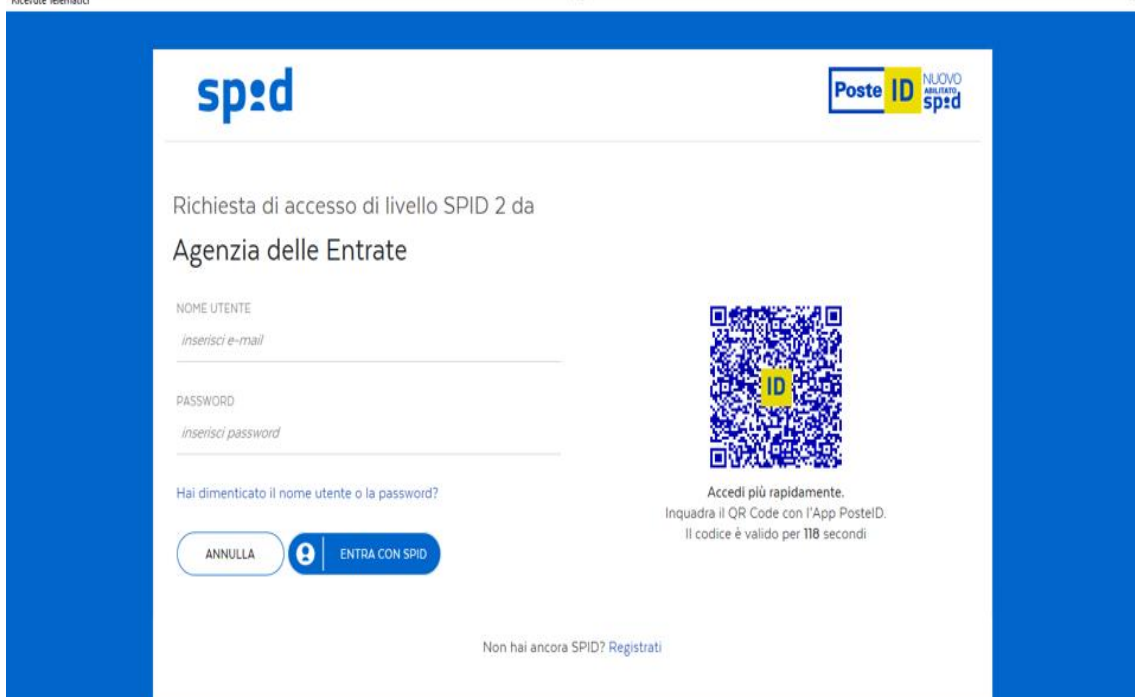 Ricevute Telematici
spid
Poste ID NUOVO
ABILITATO
spid
Richiesta di accesso di livello SPID 2 da
Agenzia delle Entrate
NOME UTENTE
inserisci e-mail
PASSWORD
inserisci password
Hai dimenticato il nome utente o la password?
ANNULLA
ENTRA CON SPID
ID
Accedi più rapidamente.
Inquadra il QR Code con l'App PosteID.
Il codice è valido per 118 secondi
Non hai ancora SPID? Registrati